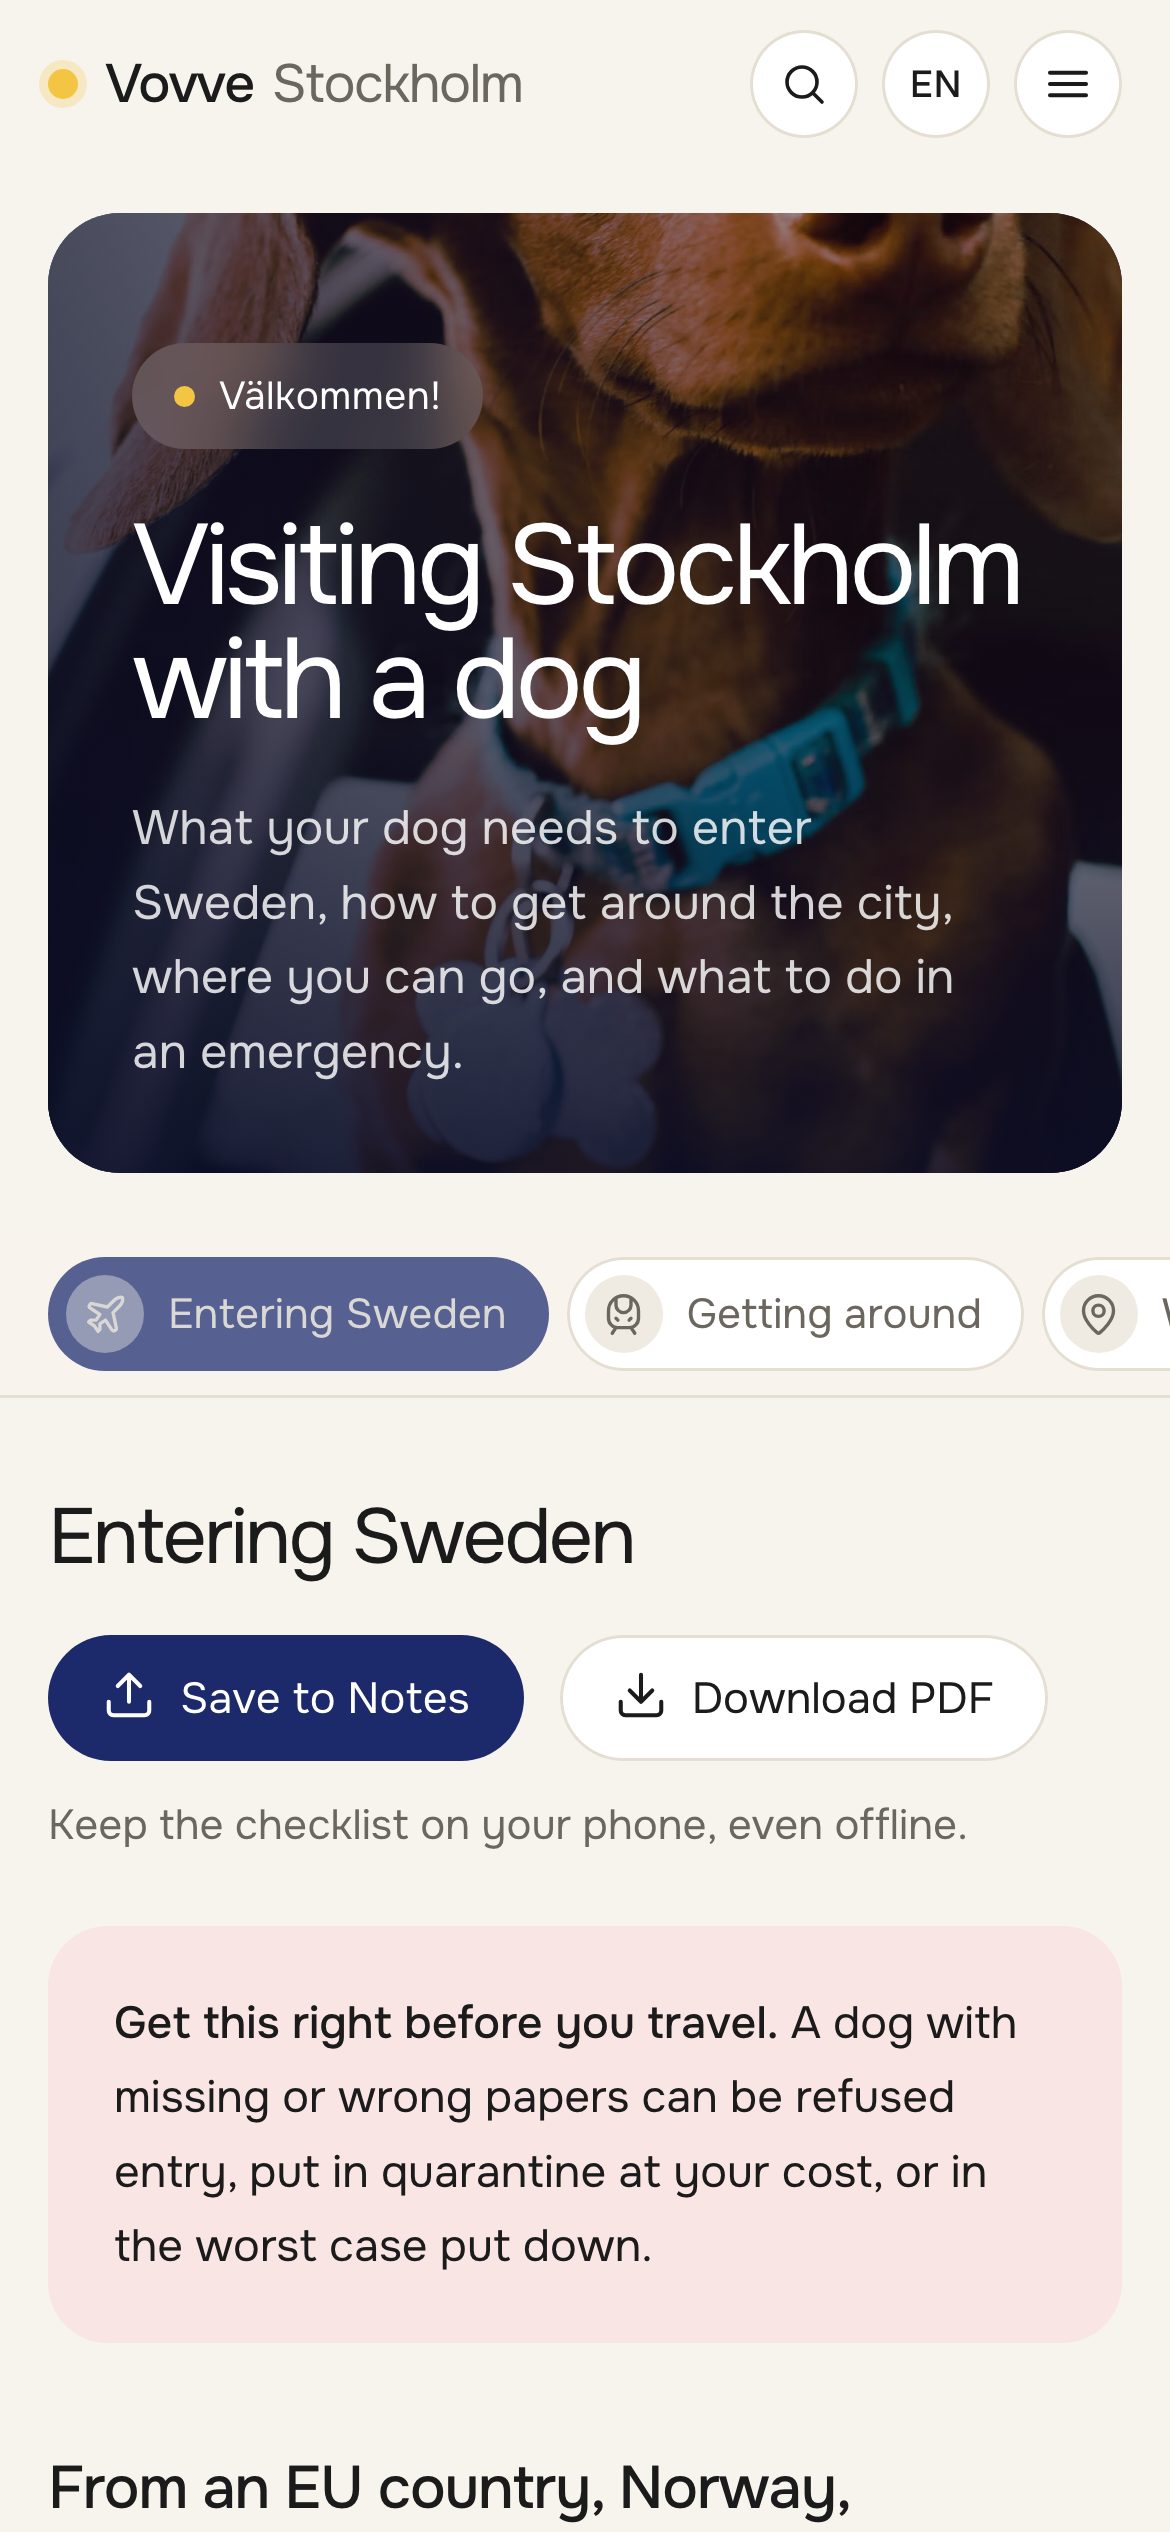 Vovve Stockholm
EN
Välkommen!
Visiting Stockholm
with a dog
What your dog needs to enter
Sweden, how to get around the city,
where you can go, and what to do in
an emergency.
Entering Sweden
Getting around
Entering Sweden
Save to Notes
Download PDF
Keep the checklist on your phone, even offline.
Get this right before you travel. A dog with
missing or wrong papers can be refused
entry, put in quarantine at your cost, or in
the worst case put down.
From an EU country, Norway,